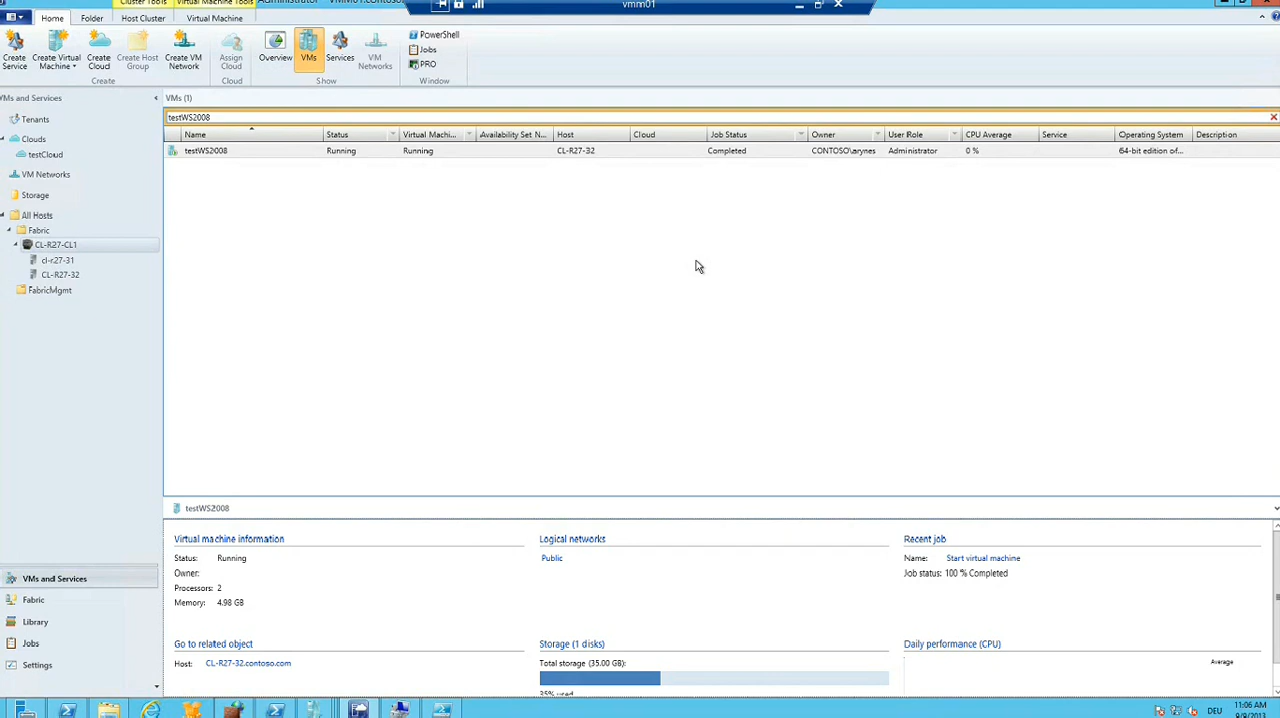 Cluster Tools Virtual Machine Tools
vmm01
Home Folder Host Cluster Virtual Machine
Create Service
Create Virtual Machine
Create Cloud
Create Host Group
Create VM Network
Assign Cloud
Overview
VMs
Services
VM Networks
PowerShell
Jobs
PRO
Create Cloud Show Window
VMs and Services
Tenants
Clouds
testCloud
VM Networks
Storage
All Hosts
Fabric
CL-R27-CL1
cl-r27-31
CL-R27-32
FabricMgmt
VMs (1)
testWS2008
Name Status Virtual Machi... Availability Set N... Host Cloud Job Status Owner User Role CPU Average Service Operating System Description
testWS2008 Running Running CL-R27-32 Completed CONTOSO\arynes Administrator 0 % 64-bit edition of...
testWS2008
Virtual machine information
Status: Running
Owner:
Processors: 2
Memory: 4.98 GB
Logical networks
Public
Recent job
Name: Start virtual machine
Job status: 100 % Completed
Go to related object
Host: CL-R27-32.contoso.com
Storage (1 disks)
Total storage (35.00 GB):
35% used
Daily performance (CPU)
Average
VMs and Services
Fabric
Library
Jobs
Settings
DEU
11:06 AM
9/9/2013